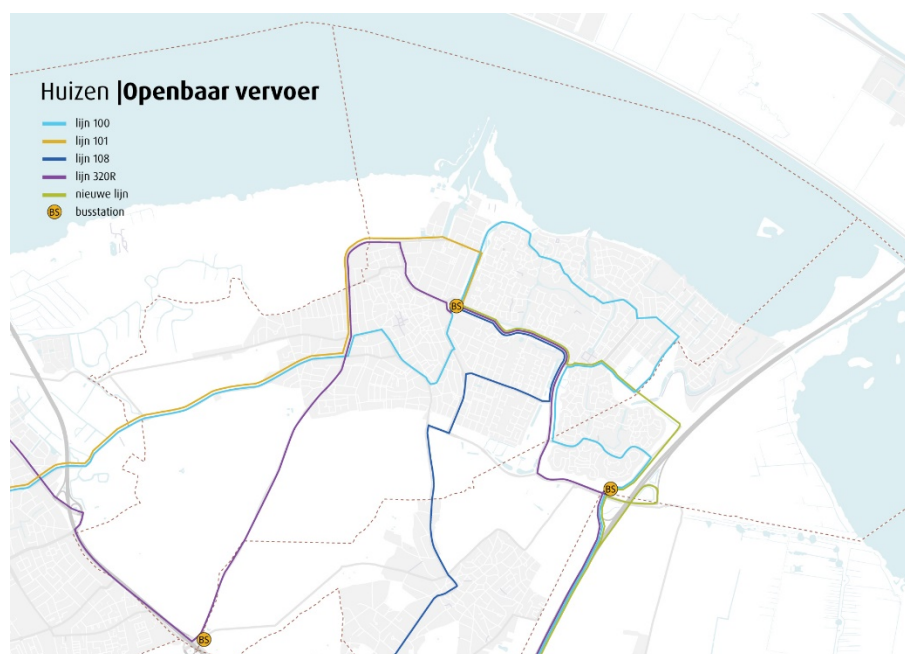 Huizen |Openbaar vervoer
lijn 100
lijn 101
lijn 108
lijn 320R
nieuwe lijn
BS busstation
BS
BS
BS